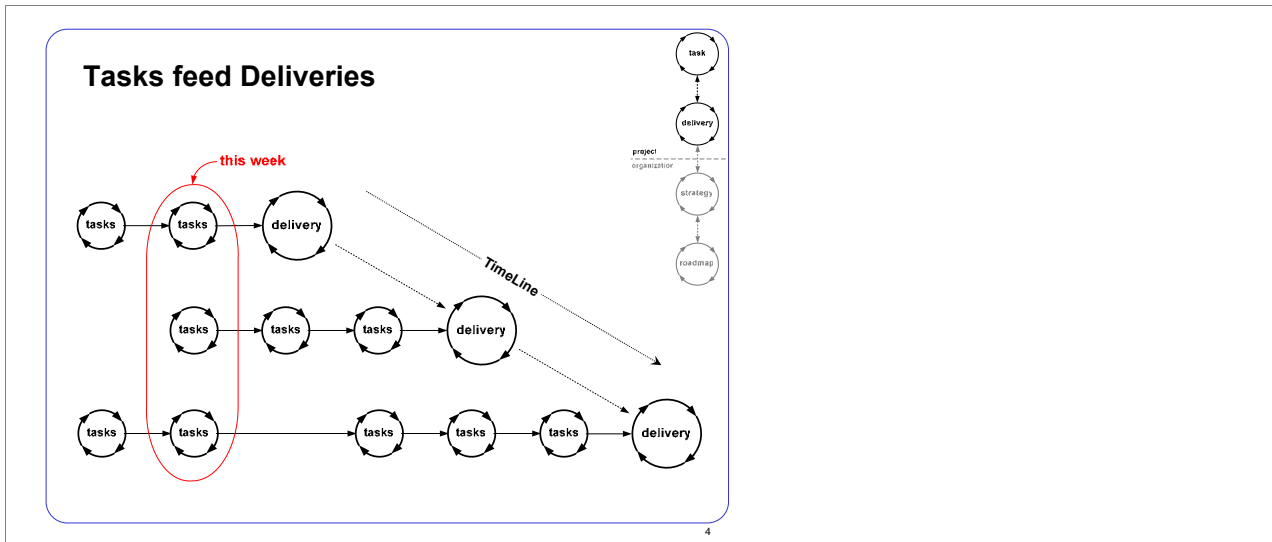 Tasks feed Deliveries
task
delivery
project
organization
strategy
roadmap
this week
tasks
tasks
delivery
TimeLine
tasks
tasks
tasks
delivery
tasks
tasks
tasks
tasks
tasks
delivery
4